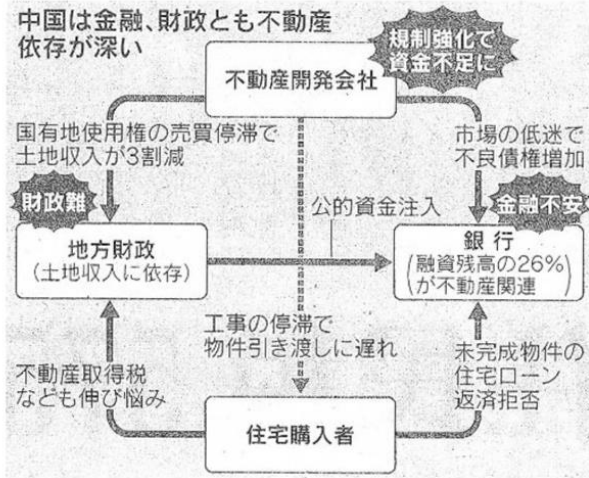 中国は金融、財政とも不動産
依存が深い
規制強化で
資金不足に
不動産開発会社
国有地使用権の売買停滞で
土地収入が3割減
市場の低迷で
不良債権増加
財政難
公的資金注入
金融不安
地方財政
(土地収入に依存)
銀行
(融資残高の26%
が不動産関連)
工事の停滞で
物件引き渡しに遅れ
不動産取得税
なども伸び悩み
未完成物件の
住宅ローン
返済拒否
住宅購入者